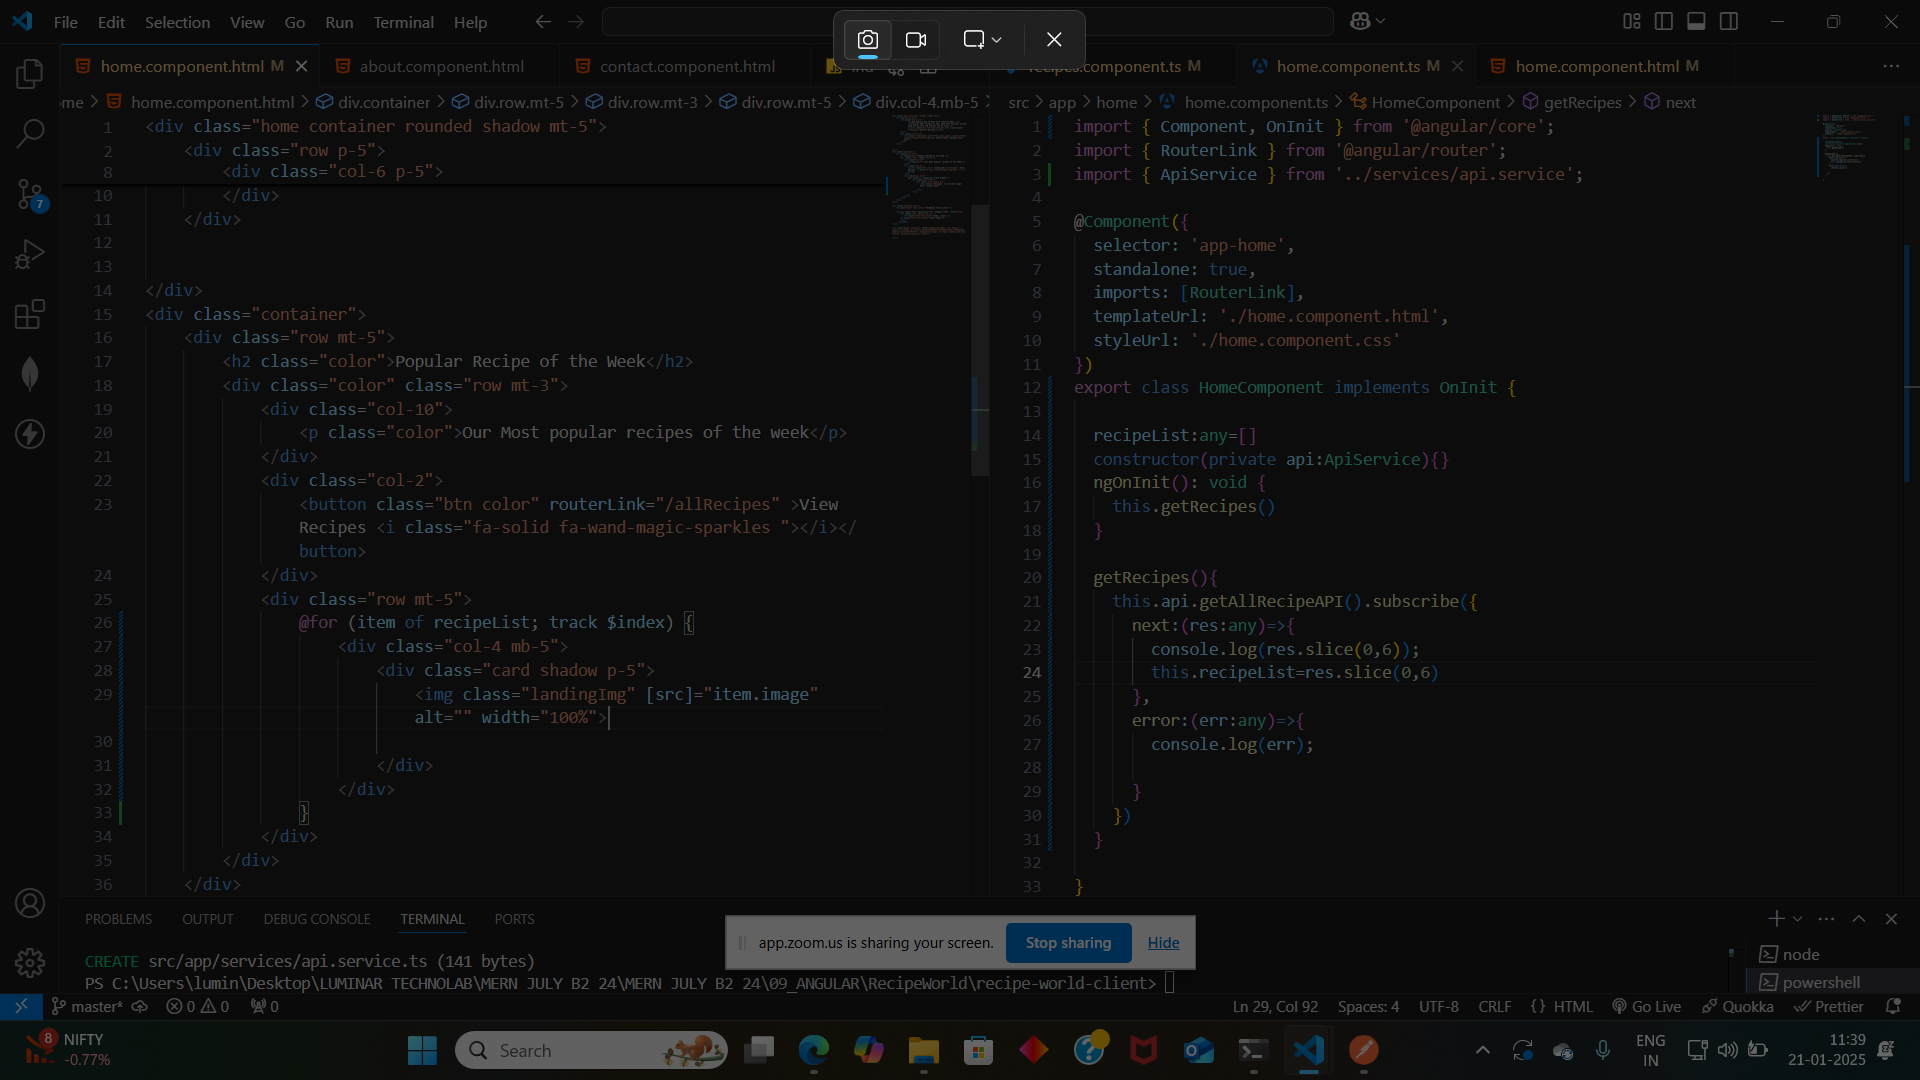 File Edit Selection View Go Run Terminal Help
home.component.html M
about.component.html
contact.component.html
recipes.component.ts M
home.component.ts M
home.component.html M
me > home.component.html > div.container > div.row.mt-5 > div.row.mt-3 > div.row.mt-5 > div.col-4.mb-5 >
1 <div class="home container rounded shadow mt-5">
2 <div class="row p-5">
8 <div class="col-6 p-5">
10 </div>
11 </div>
12
13
14 </div>
15 <div class="container">
16 <div class="row mt-5">
17 <h2 class="color">Popular Recipe of the Week</h2>
18 <div class="color" class="row mt-3">
19 <div class="col-10">
20 <p class="color">Our Most popular recipes of the week</p>
21 </div>
22 <div class="col-2">
23 <button class="btn color" routerLink="/allRecipes" >View
Recipes <i class="fa-solid fa-wand-magic-sparkles "></i></
button>
24 </div>
25 <div class="row mt-5">
26 @for (item of recipeList; track $index) {
27 <div class="col-4 mb-5">
28 <div class="card shadow p-5">
29 <img class="landingImg" [src]="item.image"
alt="" width="100%">
30
31 </div>
32 </div>
33 }
34 </div>
35 </div>
36 </div>
src > app > home > home.component.ts > HomeComponent > getRecipes > next
1 import { Component, OnInit } from '@angular/core';
2 import { RouterLink } from '@angular/router';
3 import { ApiService } from '../services/api.service';
4
5 @Component({
6 selector: 'app-home',
7 standalone: true,
8 imports: [RouterLink],
9 templateUrl: './home.component.html',
10 styleUrl: './home.component.css'
11 })
12 export class HomeComponent implements OnInit {
13
14 recipeList:any=[]
15 constructor(private api:ApiService){}
16 ngOnInit(): void {
17 this.getRecipes()
18 }
19
20 getRecipes(){
21 this.api.getAllRecipeAPI().subscribe({
22 next:(res:any)=>{
23 console.log(res.slice(0,6));
24 this.recipeList=res.slice(0,6)
25 },
26 error:(err:any)=>{
27 console.log(err);
28
29 }
30 })
31 }
32
33 }
PROBLEMS OUTPUT DEBUG CONSOLE TERMINAL PORTS
CREATE src/app/services/api.service.ts (141 bytes)
PS C:\Users\lumin\Desktop\LUMINAR TECHNOLAB\MERN JULY B2 24\MERN JULY B2 24\09_ANGULAR\RecipeWorld\recipe-world-client>
node
powershell
app.zoom.us is sharing your screen. Stop sharing Hide
7
master* 0 0 0 Ln 29, Col 92 Spaces: 4 UTF-8 CRLF {} HTML Go Live Quokka Prettier
8 NIFTY
-0.77%
Search
ENG
IN
11:39
21-01-2025